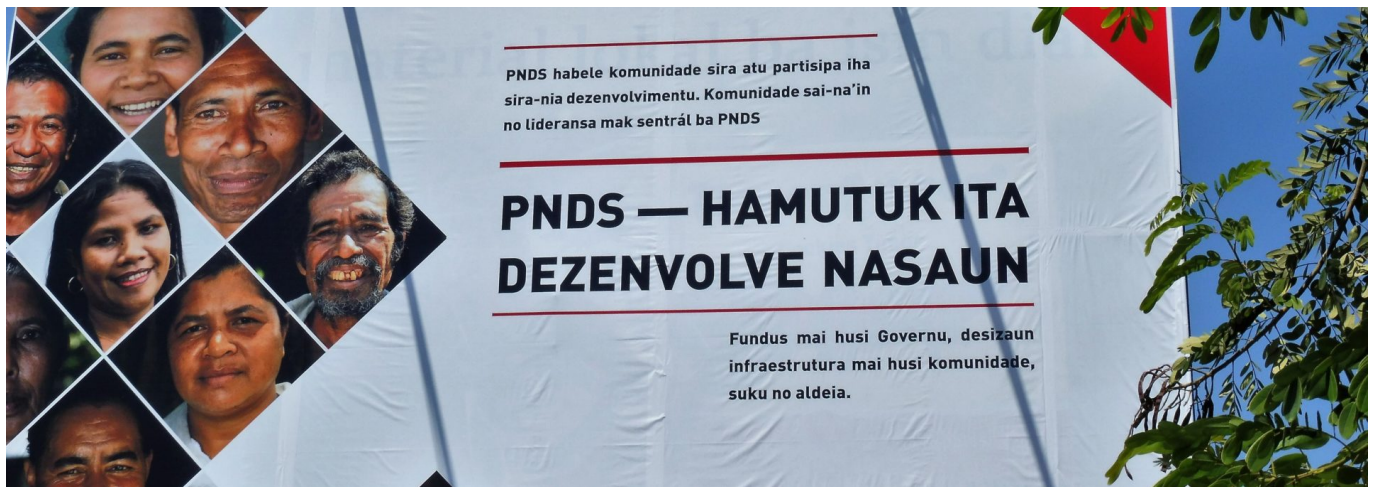 PNDS habele komunidade sira atu partisipa iha
sira-nia dezenvolvimentu. Komunidade sai-na'in
no lideransa mak sentrál ba PNDS
PNDS — HAMUTUK ITA
DEZENVOLVE NASAUN
Fundus mai husi Governu, desizaun
infraestrutura mai husi komunidade,
suku no aldeia.